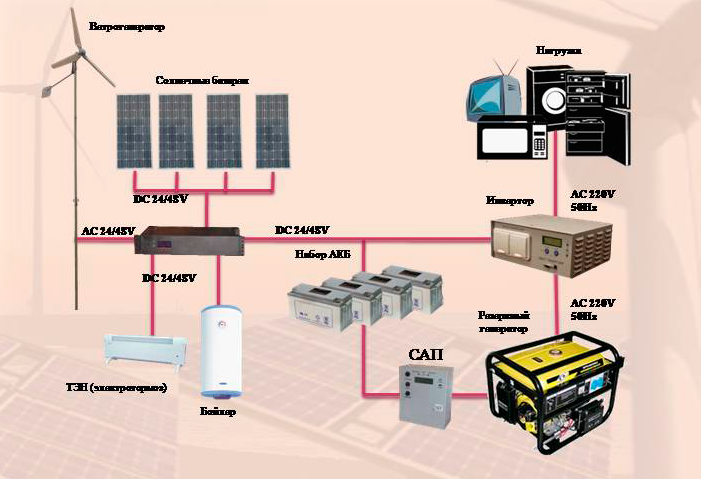 Ветрогенератор
Нагрузка
Солнечные батареи
DC 24/48V
Инвертор
AC 220V
50Hz
AC 24/48V
DC 24/48V
DC 24/48V
Набор АКБ
AC 220V
50Hz
Резервный
генератор
САП
ТЭН (электротермех)
Бойлер